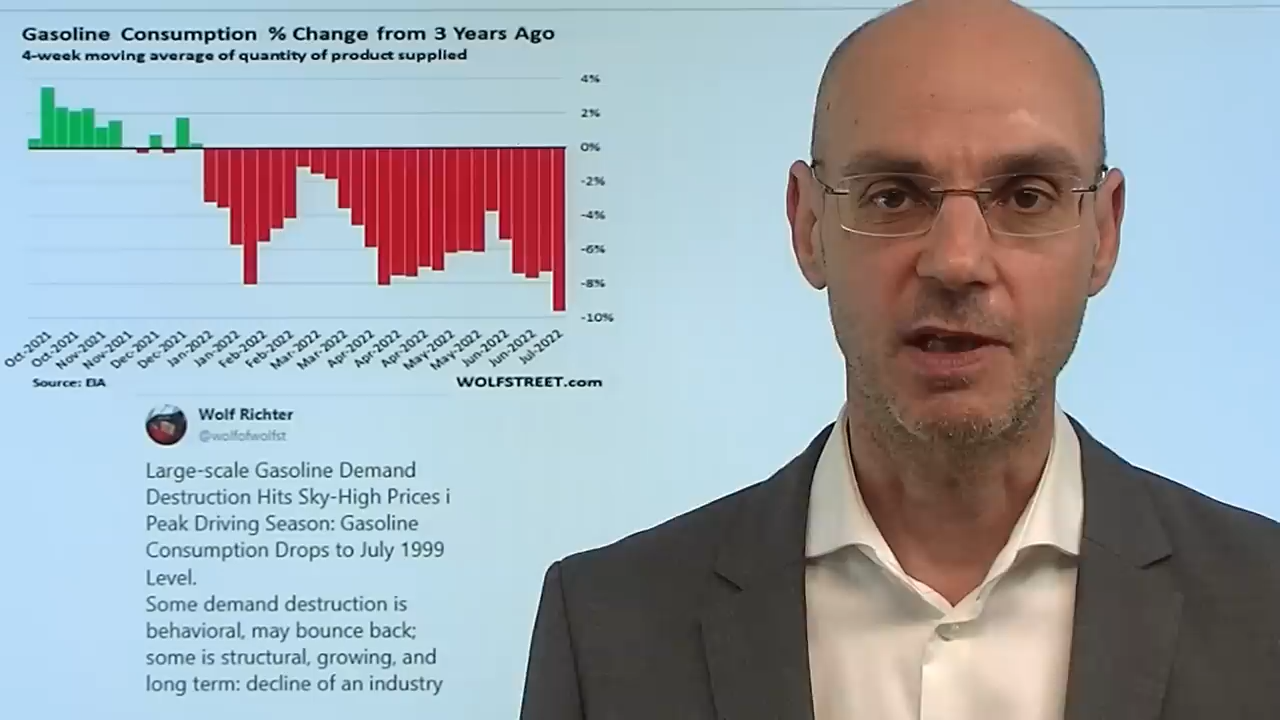 Gasoline Consumption % Change from 3 Years Ago
4-week moving average of quantity of product supplied
4%
2%
0%
-2%
-4%
-6%
-8%
-10%
Oct-2021
Oct-2021
Nov-2021
Nov-2021
Dec-2021
Dec-2021
Jan-2022
Jan-2022
Feb-2022
Feb-2022
Mar-2022
Mar-2022
Apr-2022
Apr-2022
Apr-2022
May-2022
May-2022
Jun-2022
Jun-2022
Jul-2022
Source: EIA
WOLFSTREET.com
Wolf Richter
@wolfofwolfst
Large-scale Gasoline Demand
Destruction Hits Sky-High Prices i
Peak Driving Season: Gasoline
Consumption Drops to July 1999
Level.
Some demand destruction is
behavioral, may bounce back;
some is structural, growing, and
long term: decline of an industry